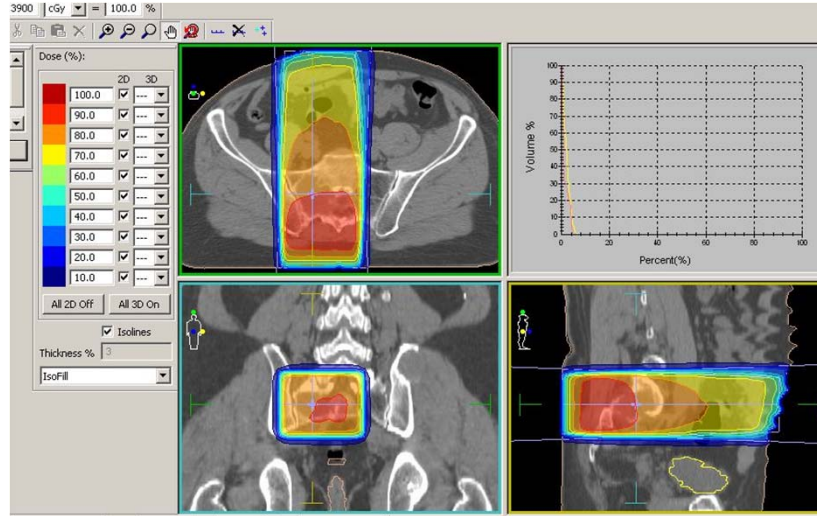 3900 cGy = 100.0 %
Dose (%):
2D 3D
100.0 ---
90.0 ---
80.0 ---
70.0 ---
60.0 ---
50.0 ---
40.0 ---
30.0 ---
20.0 ---
10.0 ---
All 2D Off All 3D On
Isolines
Thickness % 3
IsoFill
Volume %
100
90
80
70
60
50
40
30
20
10
0
0 20 40 60 80 100
Percent(%)